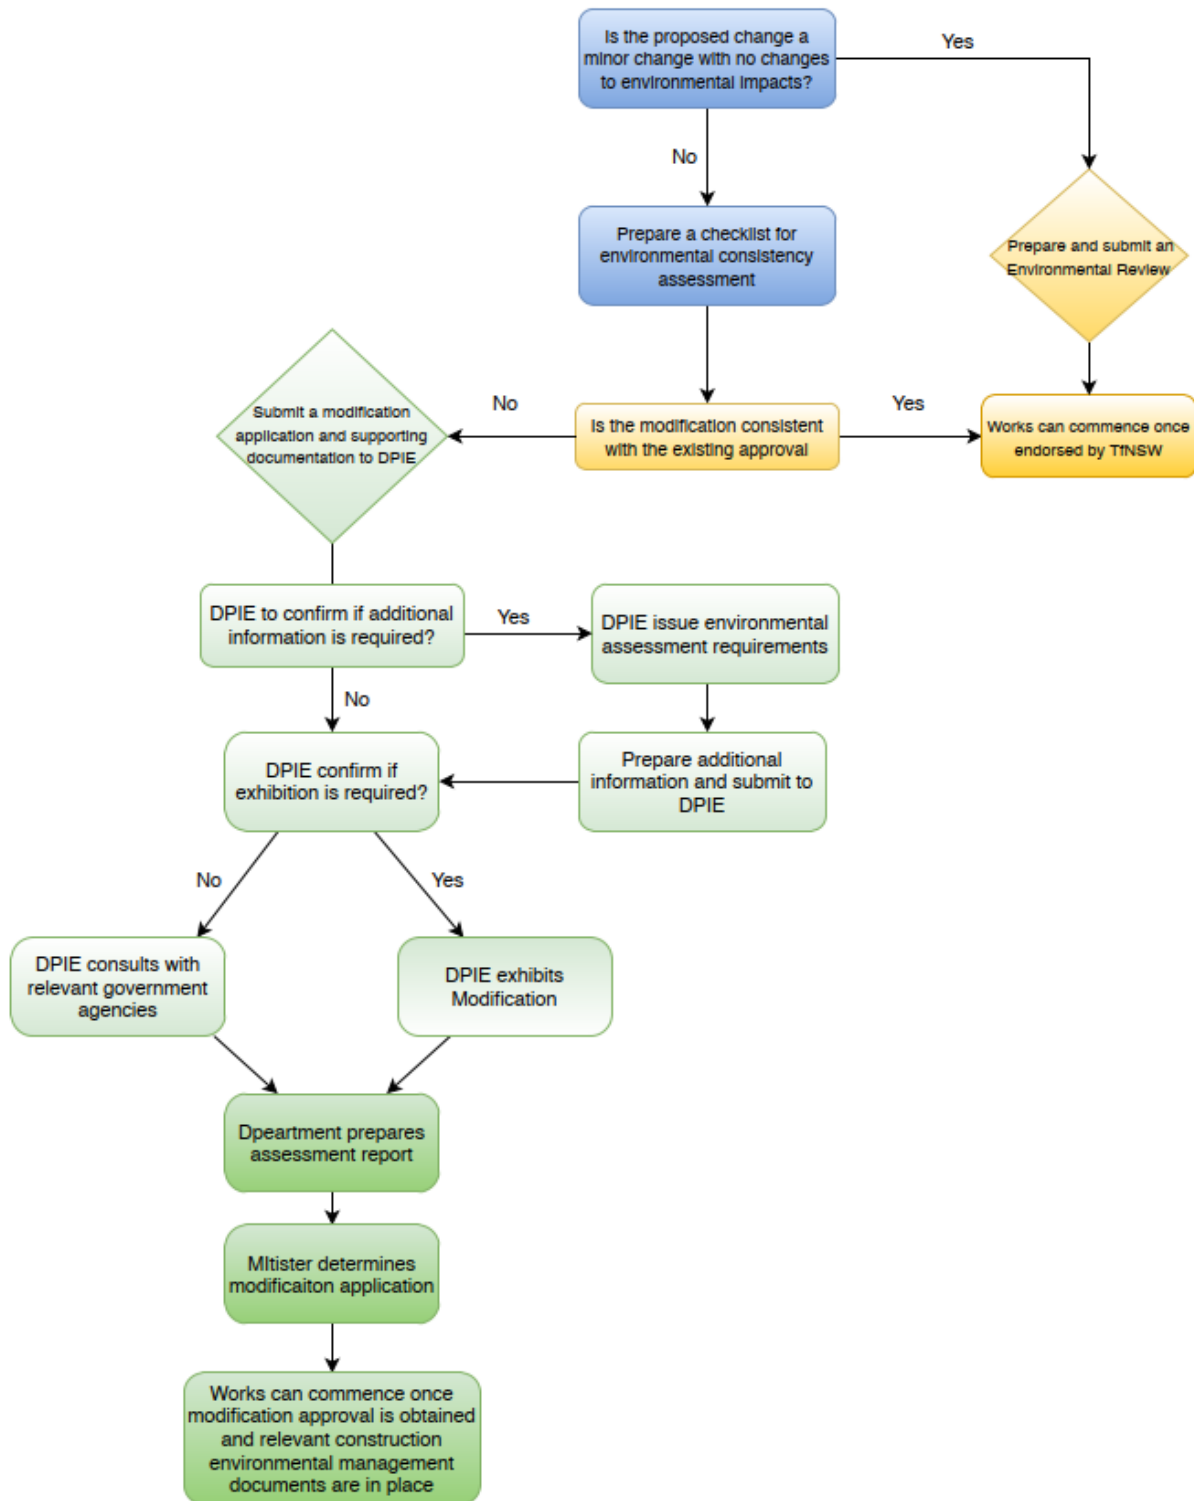 Is the proposed change a
minor change with no changes
to environmental impacts?
Yes
No
Prepare a checklist for
environmental consistency
assessment
Prepare and submit an
Environmental Review
Submit a modification
application and supporting
documentation to DPIE
No
Is the modification consistent
with the existing approval
Yes
Works can commence once
endorsed by TfNSW
DPIE to confirm if additional
information is required?
Yes
DPIE issue environmental
assessment requirements
No
DPIE confirm if
exhibition is required?
Prepare additional
information and submit to
DPIE
No
Yes
DPIE consults with
relevant government
agencies
DPIE exhibits
Modification
Dpeartment prepares
assessment report
MItister determines
modificaiton application
Works can commence once
modification approval is obtained
and relevant construction
environmental management
documents are in place